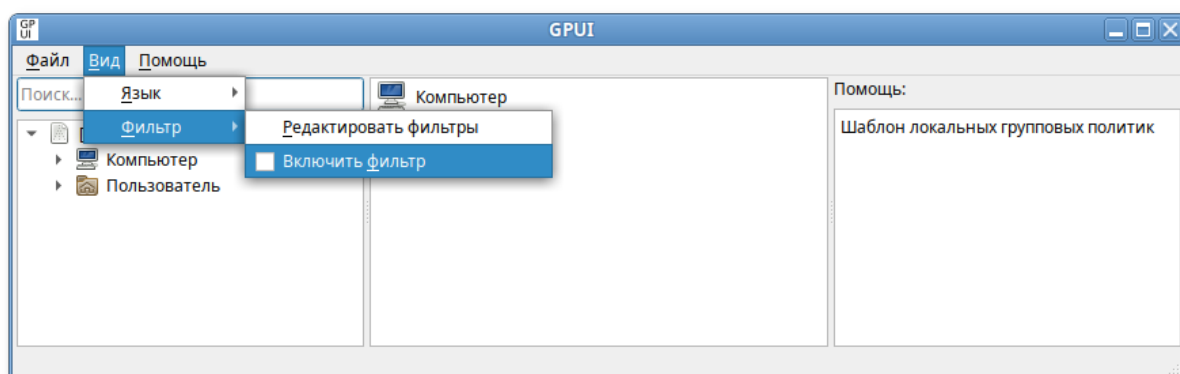 GP
UI
GPUI
Файл Вид Помощь
Поиск...
Язык
Фильтр
Редактировать фильтры
Включить фильтр
Компьютер
Пользователь
Компьютер
Помощь:
Шаблон локальных групповых политик